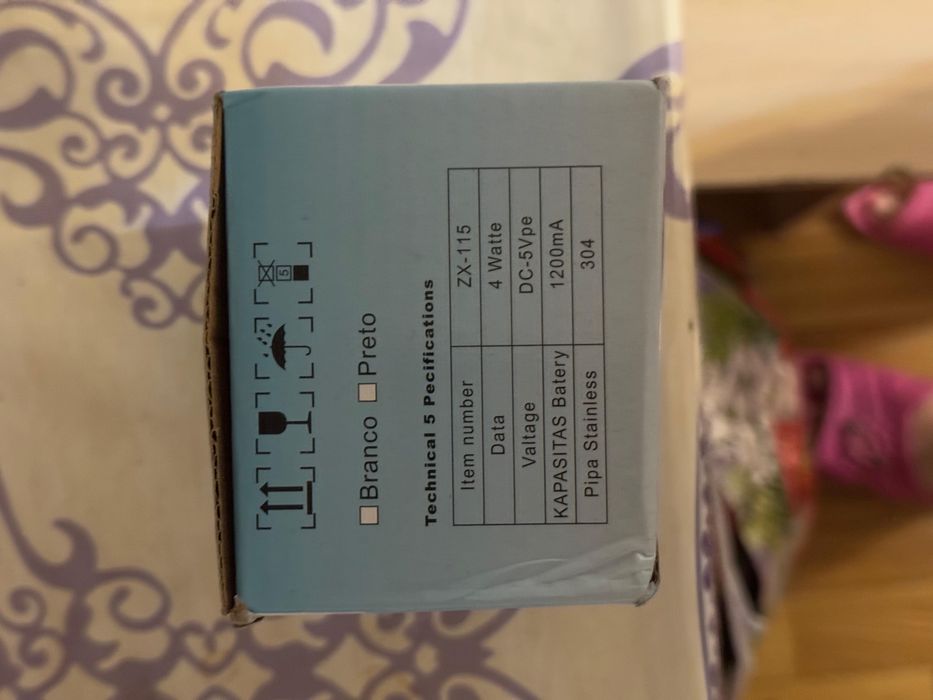 5
Branco Preto
Technical 5 Pecifications
Item number ZX-115
Data 4 Watte
Valtage DC-5Vpe
KAPASITAS Batery 1200mA
Pipa Stainless 304